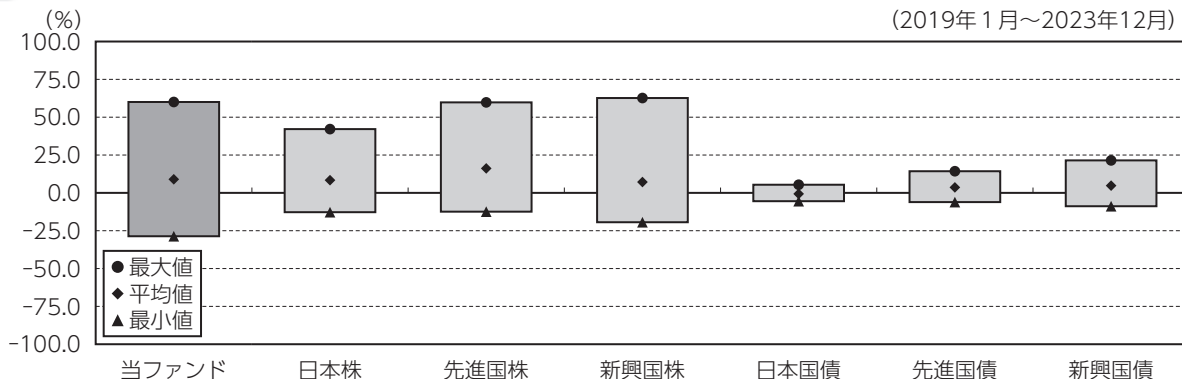 (%)
（2019年1月～2023年12月）
100.0
75.0
50.0
25.0
0.0
−25.0
−50.0
−75.0
−100.0
●最大値
◆平均値
▲最小値
当ファンド 日本株 先進国株 新興国株 日本国債 先進国債 新興国債